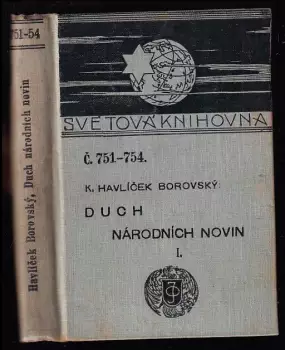 751-54
Havlíček Borovský, Duch národních novin
SVĚTOVÁ KNIHOVNA
Č. 751-754.
K. HAVLÍČEK BOROVSKÝ:
DUCH
NÁRODNÍCH NOVIN
I.